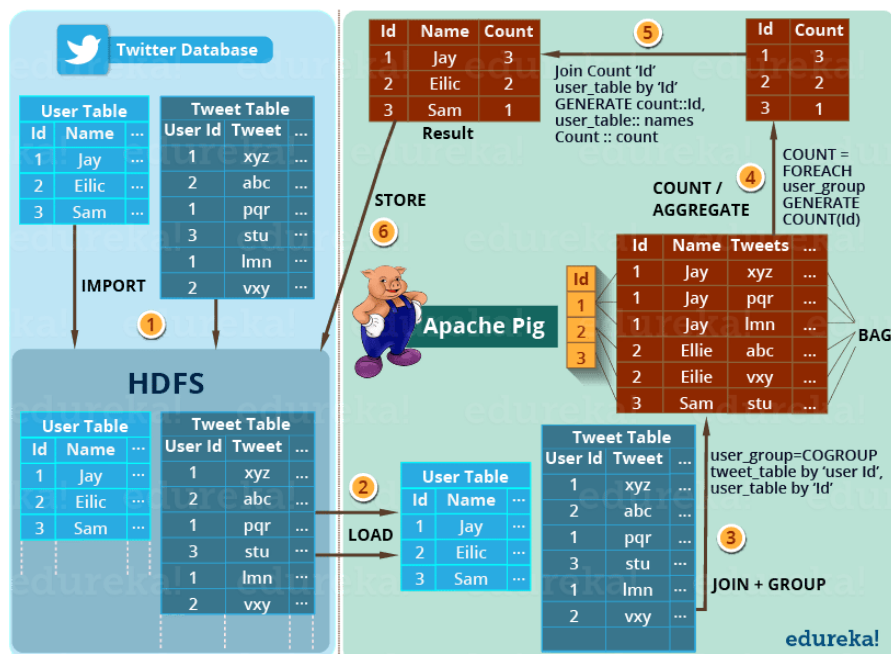 Twitter Database
User Table
Id Name ...
1 Jay ...
2 Eilic ...
3 Sam ...
Tweet Table
User Id Tweet ...
1 xyz ...
2 abc ...
1 pqr ...
3 stu ...
1 lmn ...
2 vxy ...
IMPORT
1
HDFS
User Table
Id Name ...
1 Jay ...
2 Eilic ...
3 Sam ...
Tweet Table
User Id Tweet ...
1 xyz ...
2 abc ...
1 pqr ...
3 stu ...
1 lmn ...
2 vxy ...
2
LOAD
User Table
Id Name ...
1 Jay ...
2 Eilic ...
3 Sam ...
Tweet Table
User Id Tweet ...
1 xyz ...
2 abc ...
1 pqr ...
3 stu ...
1 lmn ...
2 vxy ...
user_group=COGROUP
tweet_table by ‘user Id’,
user_table by ‘Id’
3
JOIN + GROUP
Id Name Tweets ...
1 Jay xyz ...
1 Jay pqr ...
1 Jay lmn ...
2 Ellie abc ...
2 Eilie vxy ...
3 Sam stu ...
Id
1
2
3
BAG
Apache Pig
COUNT /
AGGREGATE
4
COUNT =
FOREACH
user_group
GENERATE
COUNT(Id)
Id Count
1 3
2 2
3 1
5
Join Count ‘Id’
user_table by ‘Id’
GENERATE count::Id,
user_table:: names
Count :: count
Id Name Count
1 Jay 3
2 Eilic 2
3 Sam 1
Result
STORE
6
edureka!